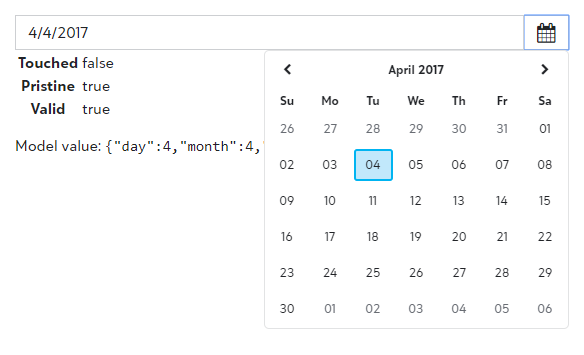 4/4/2017
Touched false
Pristine true
Valid true
Model value: {"day":4,"month":4,"
April 2017
Su Mo Tu We Th Fr Sa
26 27 28 29 30 31 01
02 03 04 05 06 07 08
09 10 11 12 13 14 15
16 17 18 19 20 21 22
23 24 25 26 27 28 29
30 01 02 03 04 05 06